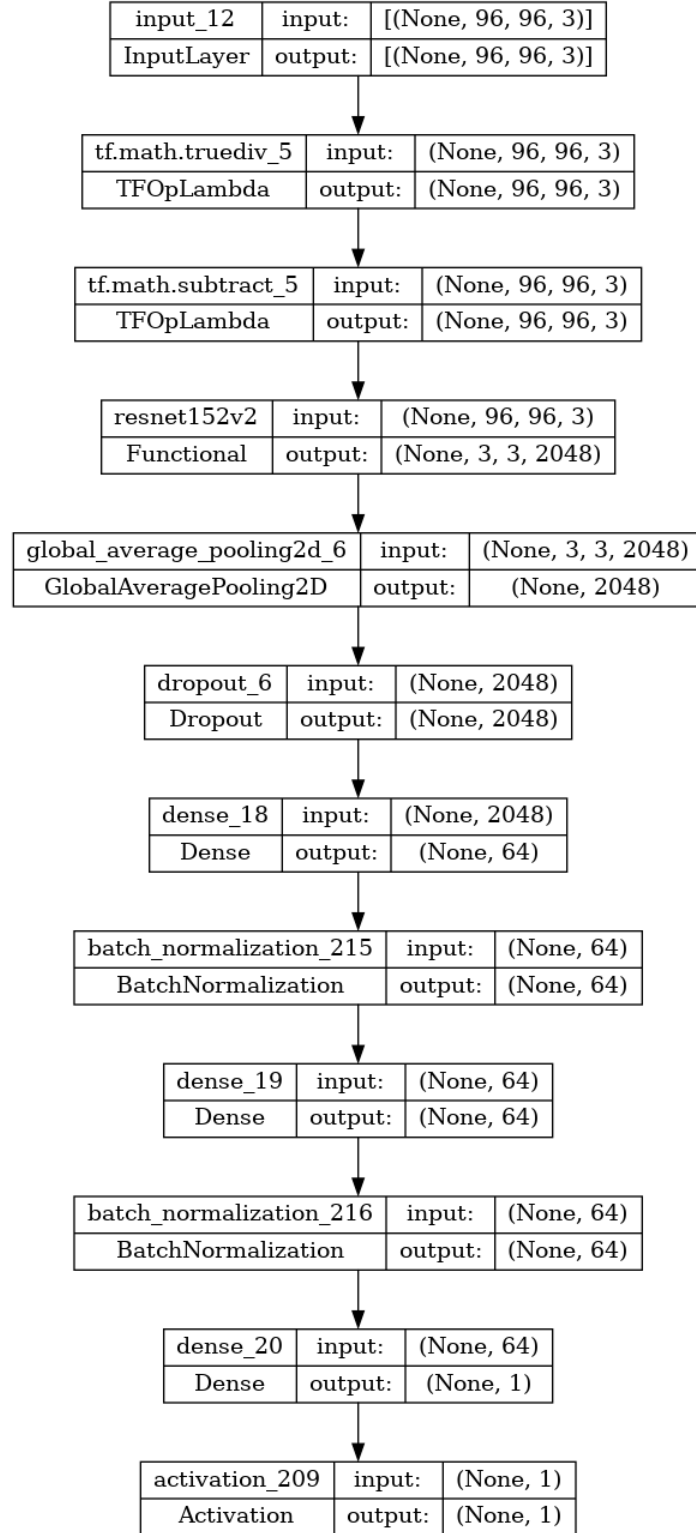 input_12 input: [(None, 96, 96, 3)]
InputLayer output: [(None, 96, 96, 3)]
tf.math.truediv_5 input: (None, 96, 96, 3)
TFOpLambda output: (None, 96, 96, 3)
tf.math.subtract_5 input: (None, 96, 96, 3)
TFOpLambda output: (None, 96, 96, 3)
resnet152v2 input: (None, 96, 96, 3)
Functional output: (None, 3, 3, 2048)
global_average_pooling2d_6 input: (None, 3, 3, 2048)
GlobalAveragePooling2D output: (None, 2048)
dropout_6 input: (None, 2048)
Dropout output: (None, 2048)
dense_18 input: (None, 2048)
Dense output: (None, 64)
batch_normalization_215 input: (None, 64)
BatchNormalization output: (None, 64)
dense_19 input: (None, 64)
Dense output: (None, 64)
batch_normalization_216 input: (None, 64)
BatchNormalization output: (None, 64)
dense_20 input: (None, 64)
Dense output: (None, 1)
activation_209 input: (None, 1)
Activation output: (None, 1)